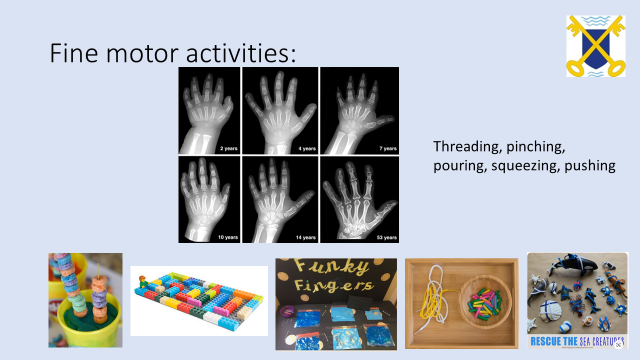 Fine motor activities:
2 years
4 years
7 years
10 years
14 years
53 years
Threading, pinching,
pouring, squeezing, pushing
Funky
Fingers
RESCUE THE SEA CREATURES